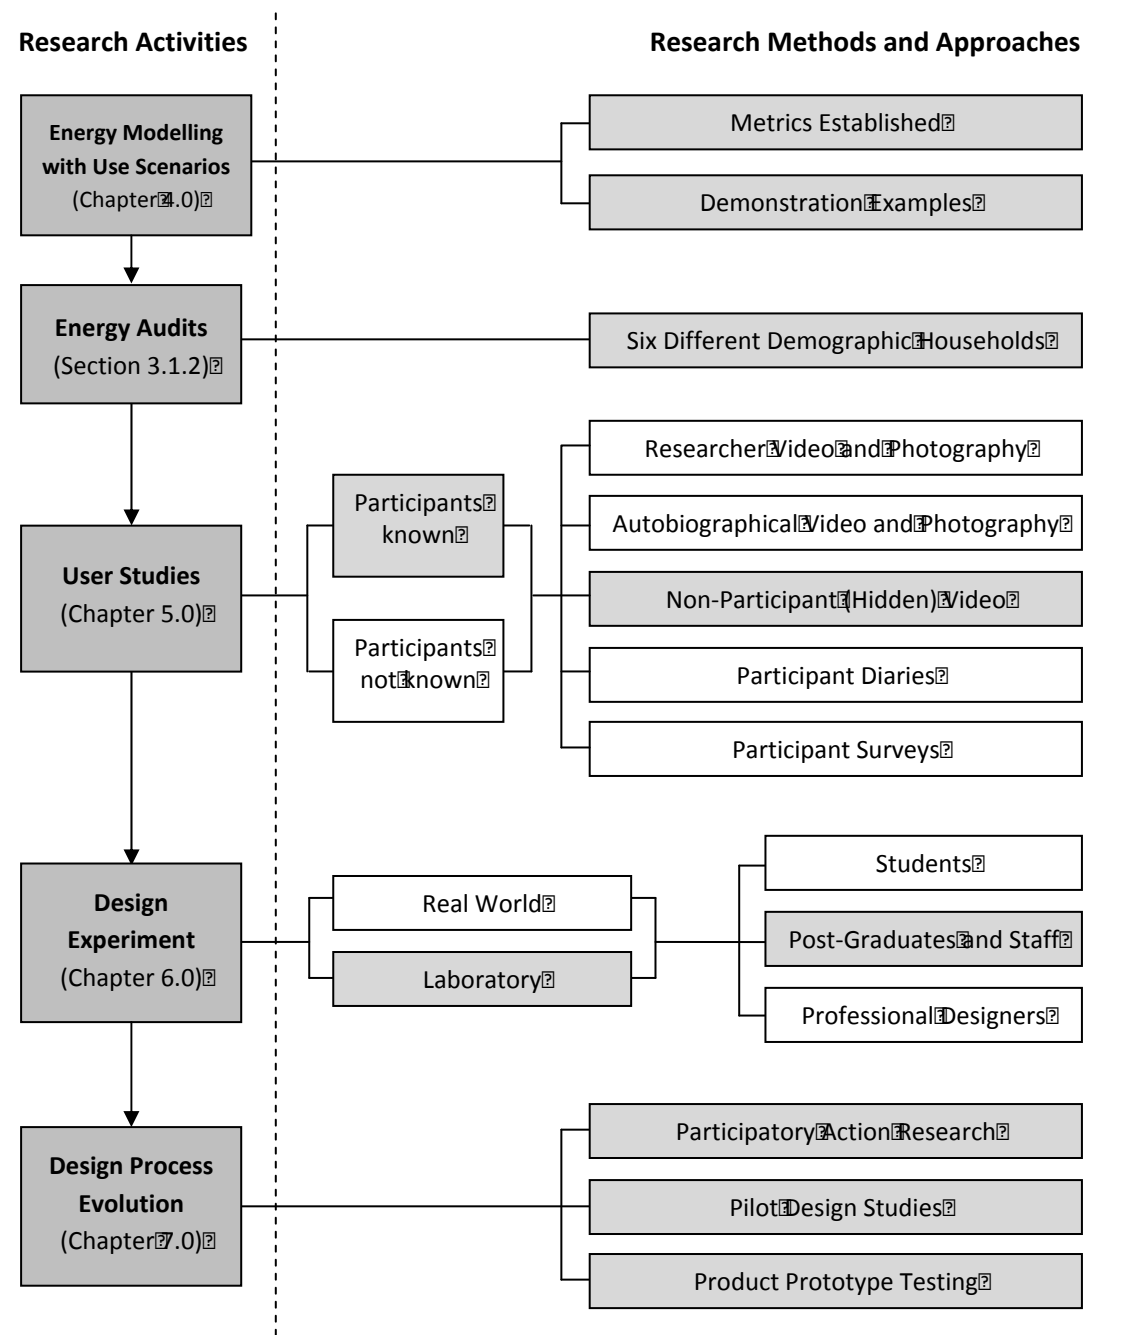 Research Activities
Research Methods and Approaches
Energy Modelling
with Use Scenarios
(Chapter 4.0)
Metrics Established
Demonstration Examples
Energy Audits
(Section 3.1.2)
Six Different Demographic Households
User Studies
(Chapter 5.0)
Participants
known
Participants
not known
Researcher Video and Photography
Autobiographical Video and Photography
Non-Participant (Hidden) Video
Participant Diaries
Participant Surveys
Design
Experiment
(Chapter 6.0)
Real World
Laboratory
Students
Post-Graduates and Staff
Professional Designers
Design Process
Evolution
(Chapter 7.0)
Participatory Action Research
Pilot Design Studies
Product Prototype Testing